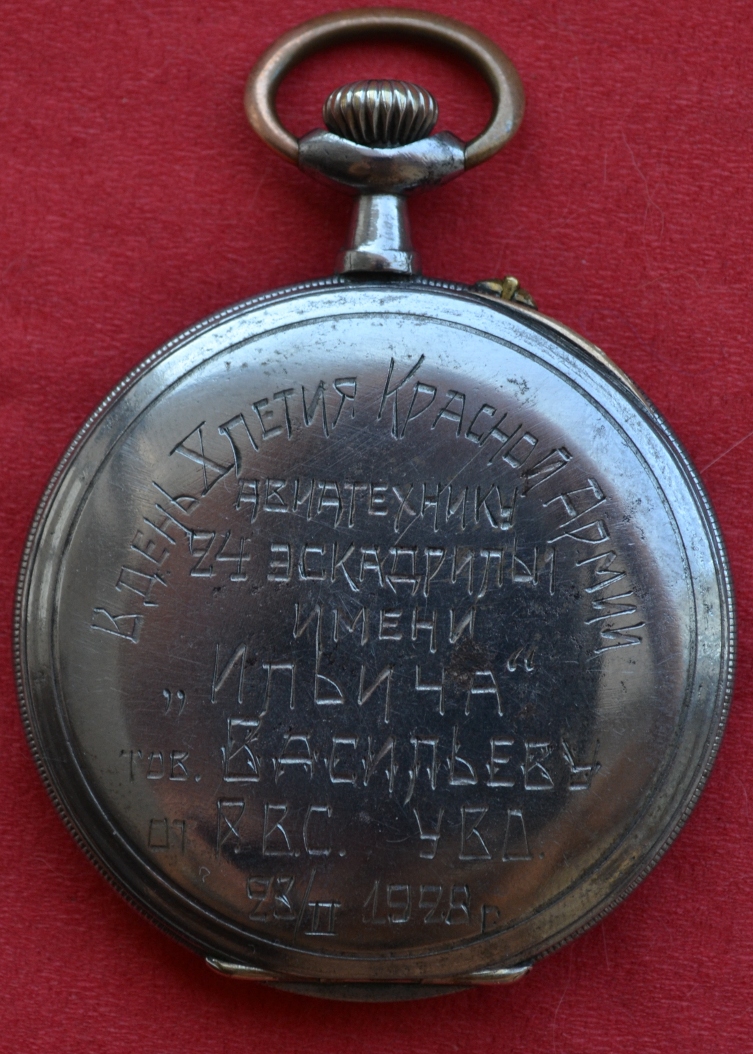 В ДЕНЬ X ЛЕТИЯ КРАСНОЙ АРМИИ
АВИАТЕХНИКУ
24 ЭСКАДРИЛЬИ
ИМЕНИ
„ИЛЬИЧА“
ТОВ. ВАСИЛЬЕВУ
ОТ Р.В.С. УВО.
23/II 1928 г.